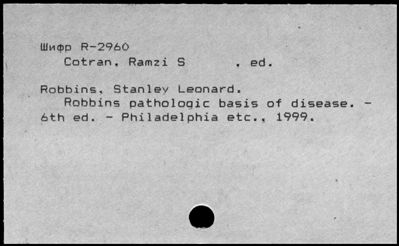 Шифр R-2960
Cotran, Ramzi S , ed.
Robbins, Stanley Leonard.
Robbins pathologic basis of disease. -
6th ed. - Philadelphia etc., 1999.